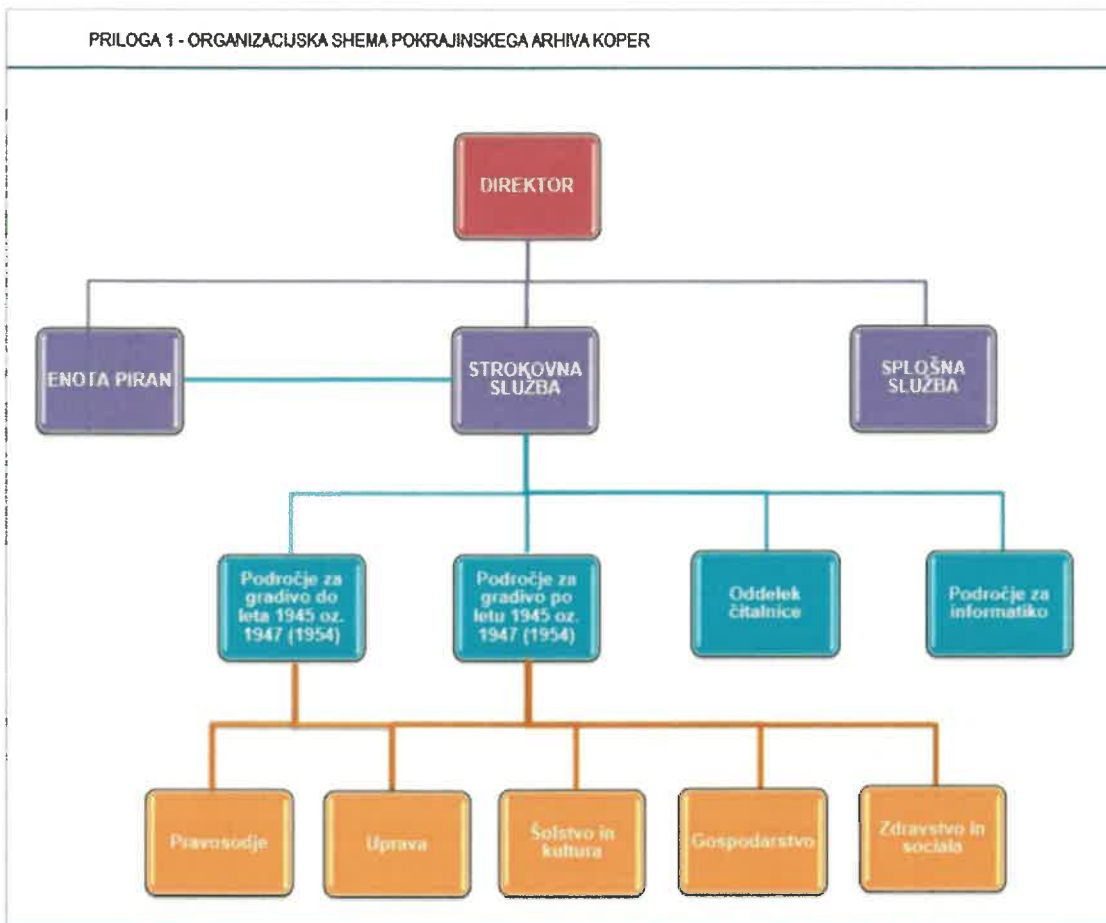 PRILOGA 1 - ORGANIZACIJSKA SHEMA POKRAJINSKEGA ARHIVA KOPER
DIREKTOR
ENOTA PIRAN
STROKOVNA
SLUŽBA
SPLOŠNA
SLUŽBA
Področje za
gradivo do
leta 1945 oz.
1947 (1954)
Področje za
gradivo po
letu 1945 oz.
1947 (1954)
Oddelek
čitalnice
Področje za
informatiko
Pravosodje
Uprava
Šolstvo in
kultura
Gospodarstvo
Zdravstvo in
sociala